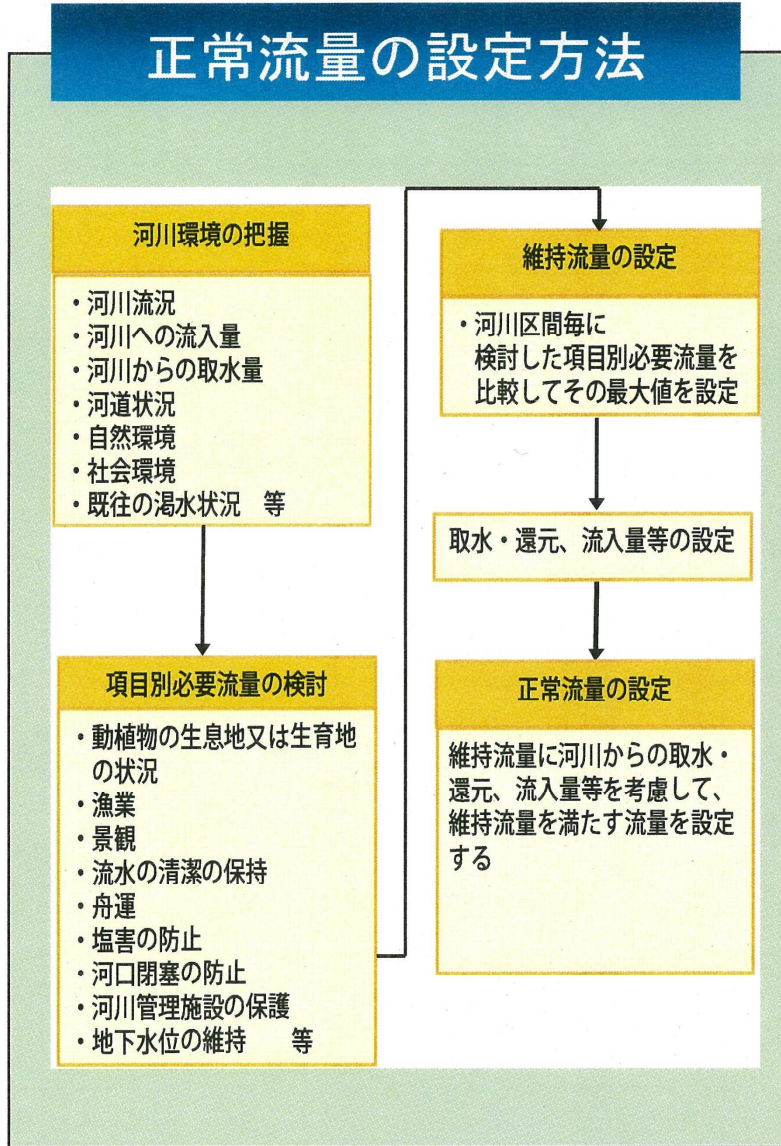 正常流量の設定方法
河川環境の把握
・河川流況
・河川への流入量
・河川からの取水量
・河道状況
・自然環境
・社会環境
・既往の渇水状況 等
項目別必要流量の検討
・動植物の生息地又は生育地
の状況
・漁業
・景観
・流水の清潔の保持
・舟運
・塩害の防止
・河口閉塞の防止
・河川管理施設の保護
・地下水位の維持 等
維持流量の設定
・河川区間毎に
検討した項目別必要流量を
比較してその最大値を設定
取水・還元、流入量等の設定
正常流量の設定
維持流量に河川からの取水・
還元、流入量等を考慮して、
維持流量を満たす流量を設定
する